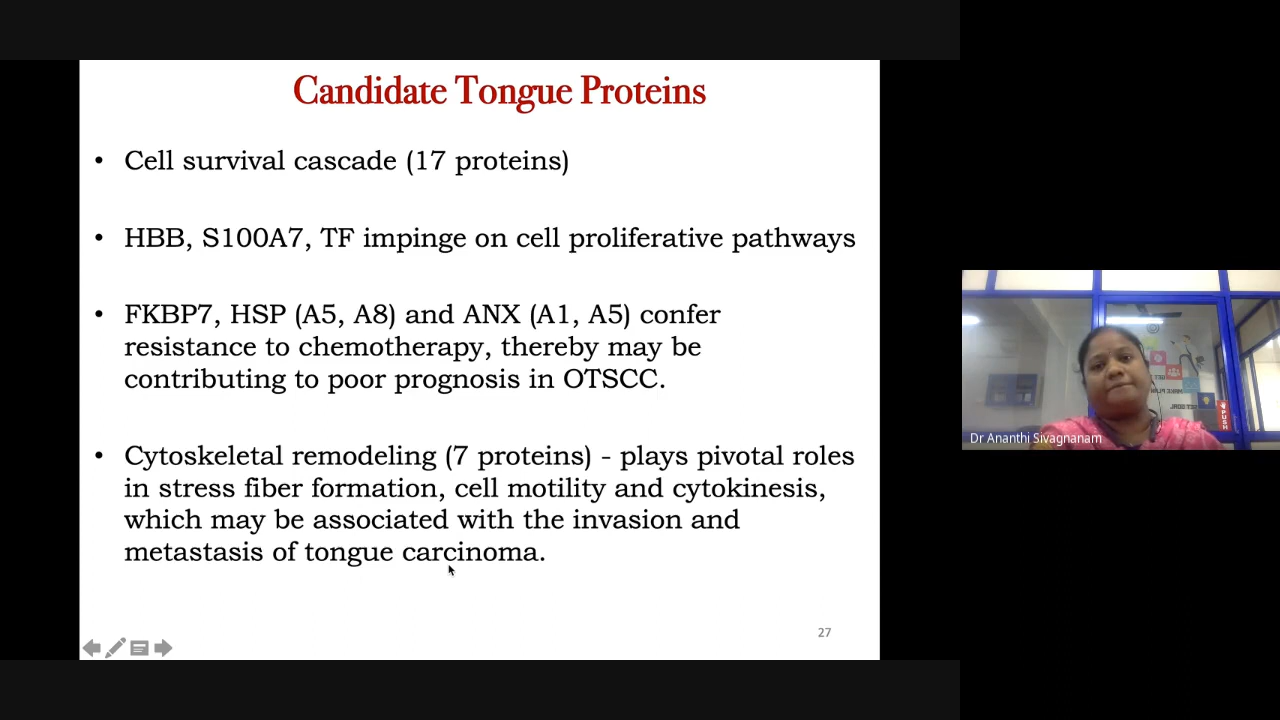 Candidate Tongue Proteins
• Cell survival cascade (17 proteins)
• HBB, S100A7, TF impinge on cell proliferative pathways
• FKBP7, HSP (A5, A8) and ANX (A1, A5) confer
resistance to chemotherapy, thereby may be
contributing to poor prognosis in OTSCC.
• Cytoskeletal remodeling (7 proteins) - plays pivotal roles
in stress fiber formation, cell motility and cytokinesis,
which may be associated with the invasion and
metastasis of tongue carcinoma.
27
PUSH
Dr Ananthi Sivagnanam